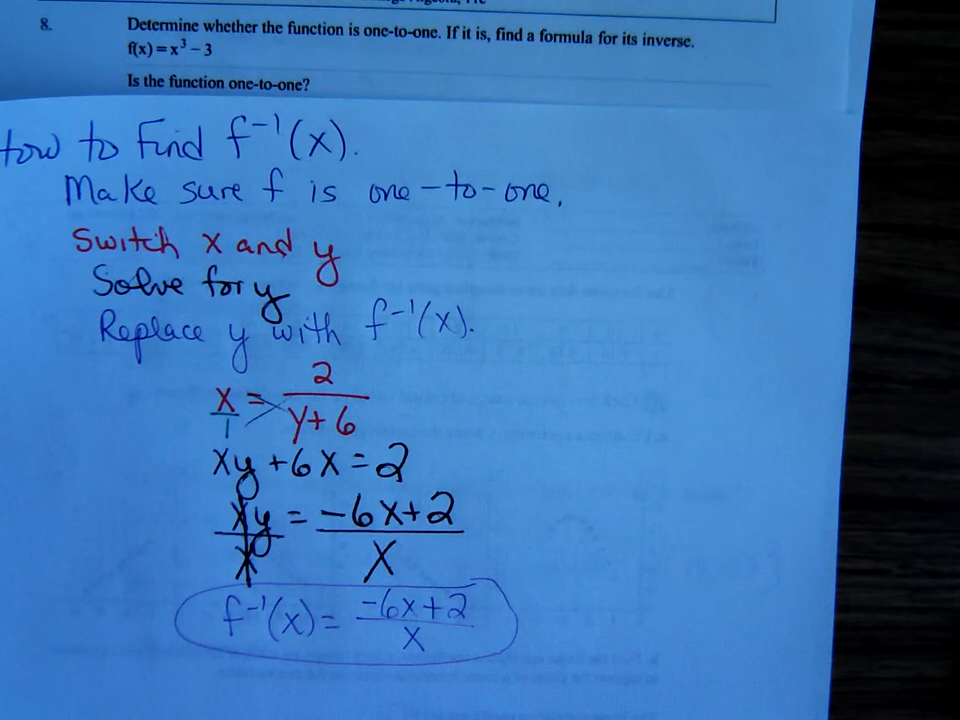 8. Determine whether the function is one-to-one. If it is, find a formula for its inverse.
f(x) = x³ − 3
Is the function one-to-one?
to Find f⁻¹(x).
Make sure f is one-to-one.
Switch x and y
Solve for y
Replace y with f⁻¹(x).
x/1 = 2/(y+6)
xy + 6x = 2
xy/x = (-6x+2)/x
f⁻¹(x) = (-6x+2)/x